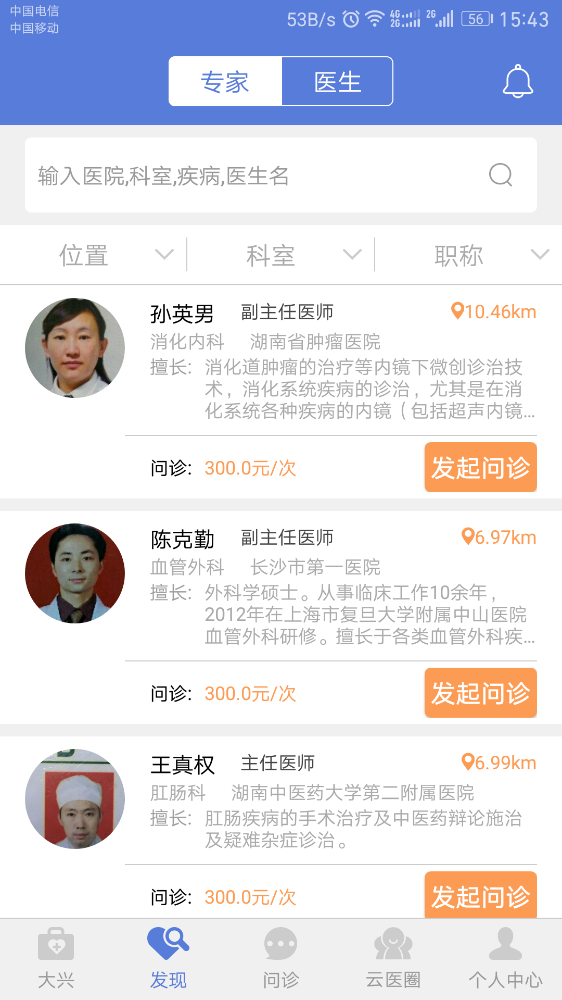 中国电信
中国移动
53B/s 4G 2G 2G 56 15:43
专家 医生
输入医院,科室,疾病,医生名
位置 科室 职称
孙英男 副主任医师 10.46km
消化内科 湖南省肿瘤医院
擅长: 消化道肿瘤的治疗等内镜下微创诊治技
术，消化系统疾病的诊治，尤其是在消
化系统各种疾病的内镜（包括超声内镜...
问诊: 300.0元/次 发起问诊
陈克勤 副主任医师 6.97km
血管外科 长沙市第一医院
擅长: 外科学硕士。从事临床工作10余年，
2012年在上海市复旦大学附属中山医院
血管外科研修。擅长于各类血管外科疾...
问诊: 300.0元/次 发起问诊
王真权 主任医师 6.99km
肛肠科 湖南中医药大学第二附属医院
擅长: 肛肠疾病的手术治疗及中医药辩论施治
及疑难杂症诊治。
问诊: 300.0元/次 发起问诊
大兴 发现 问诊 云医圈 个人中心